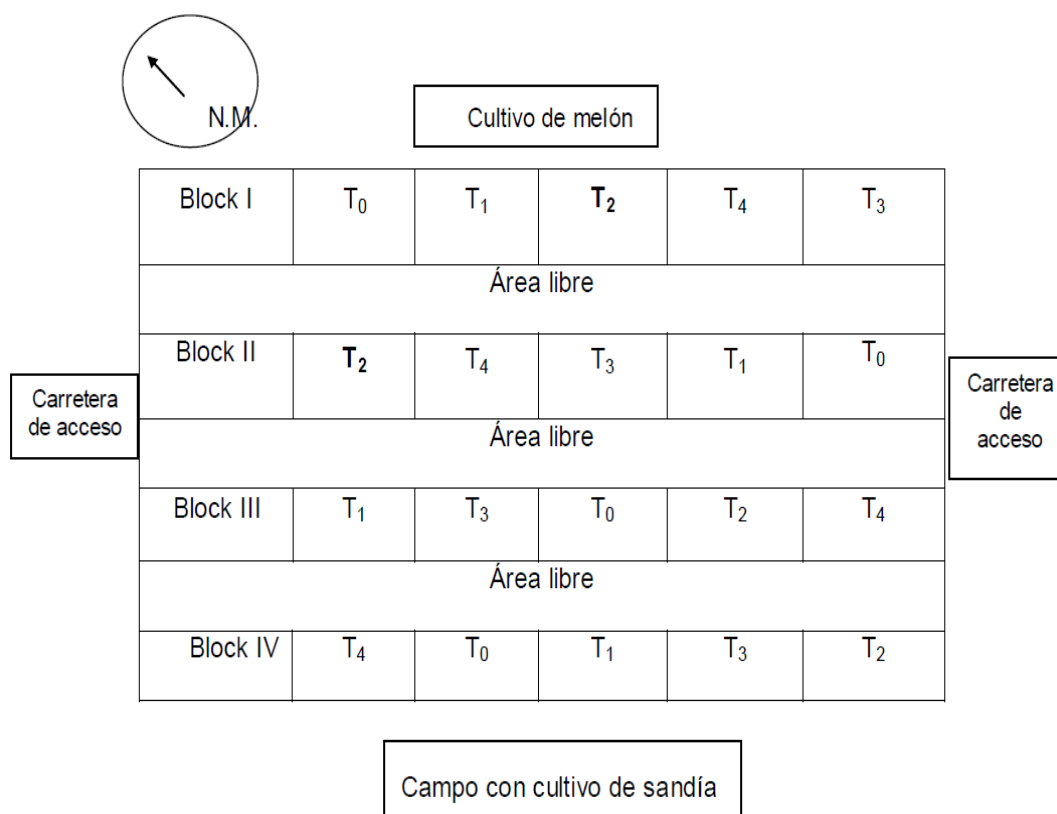 N.M.
Cultivo de melón
Block I T₀ T₁ T₂ T₄ T₃
Área libre
Block II T₂ T₄ T₃ T₁ T₀
Carretera
de acceso
Carretera
de
acceso
Área libre
Block III T₁ T₃ T₀ T₂ T₄
Área libre
Block IV T₄ T₀ T₁ T₃ T₂
Campo con cultivo de sandía